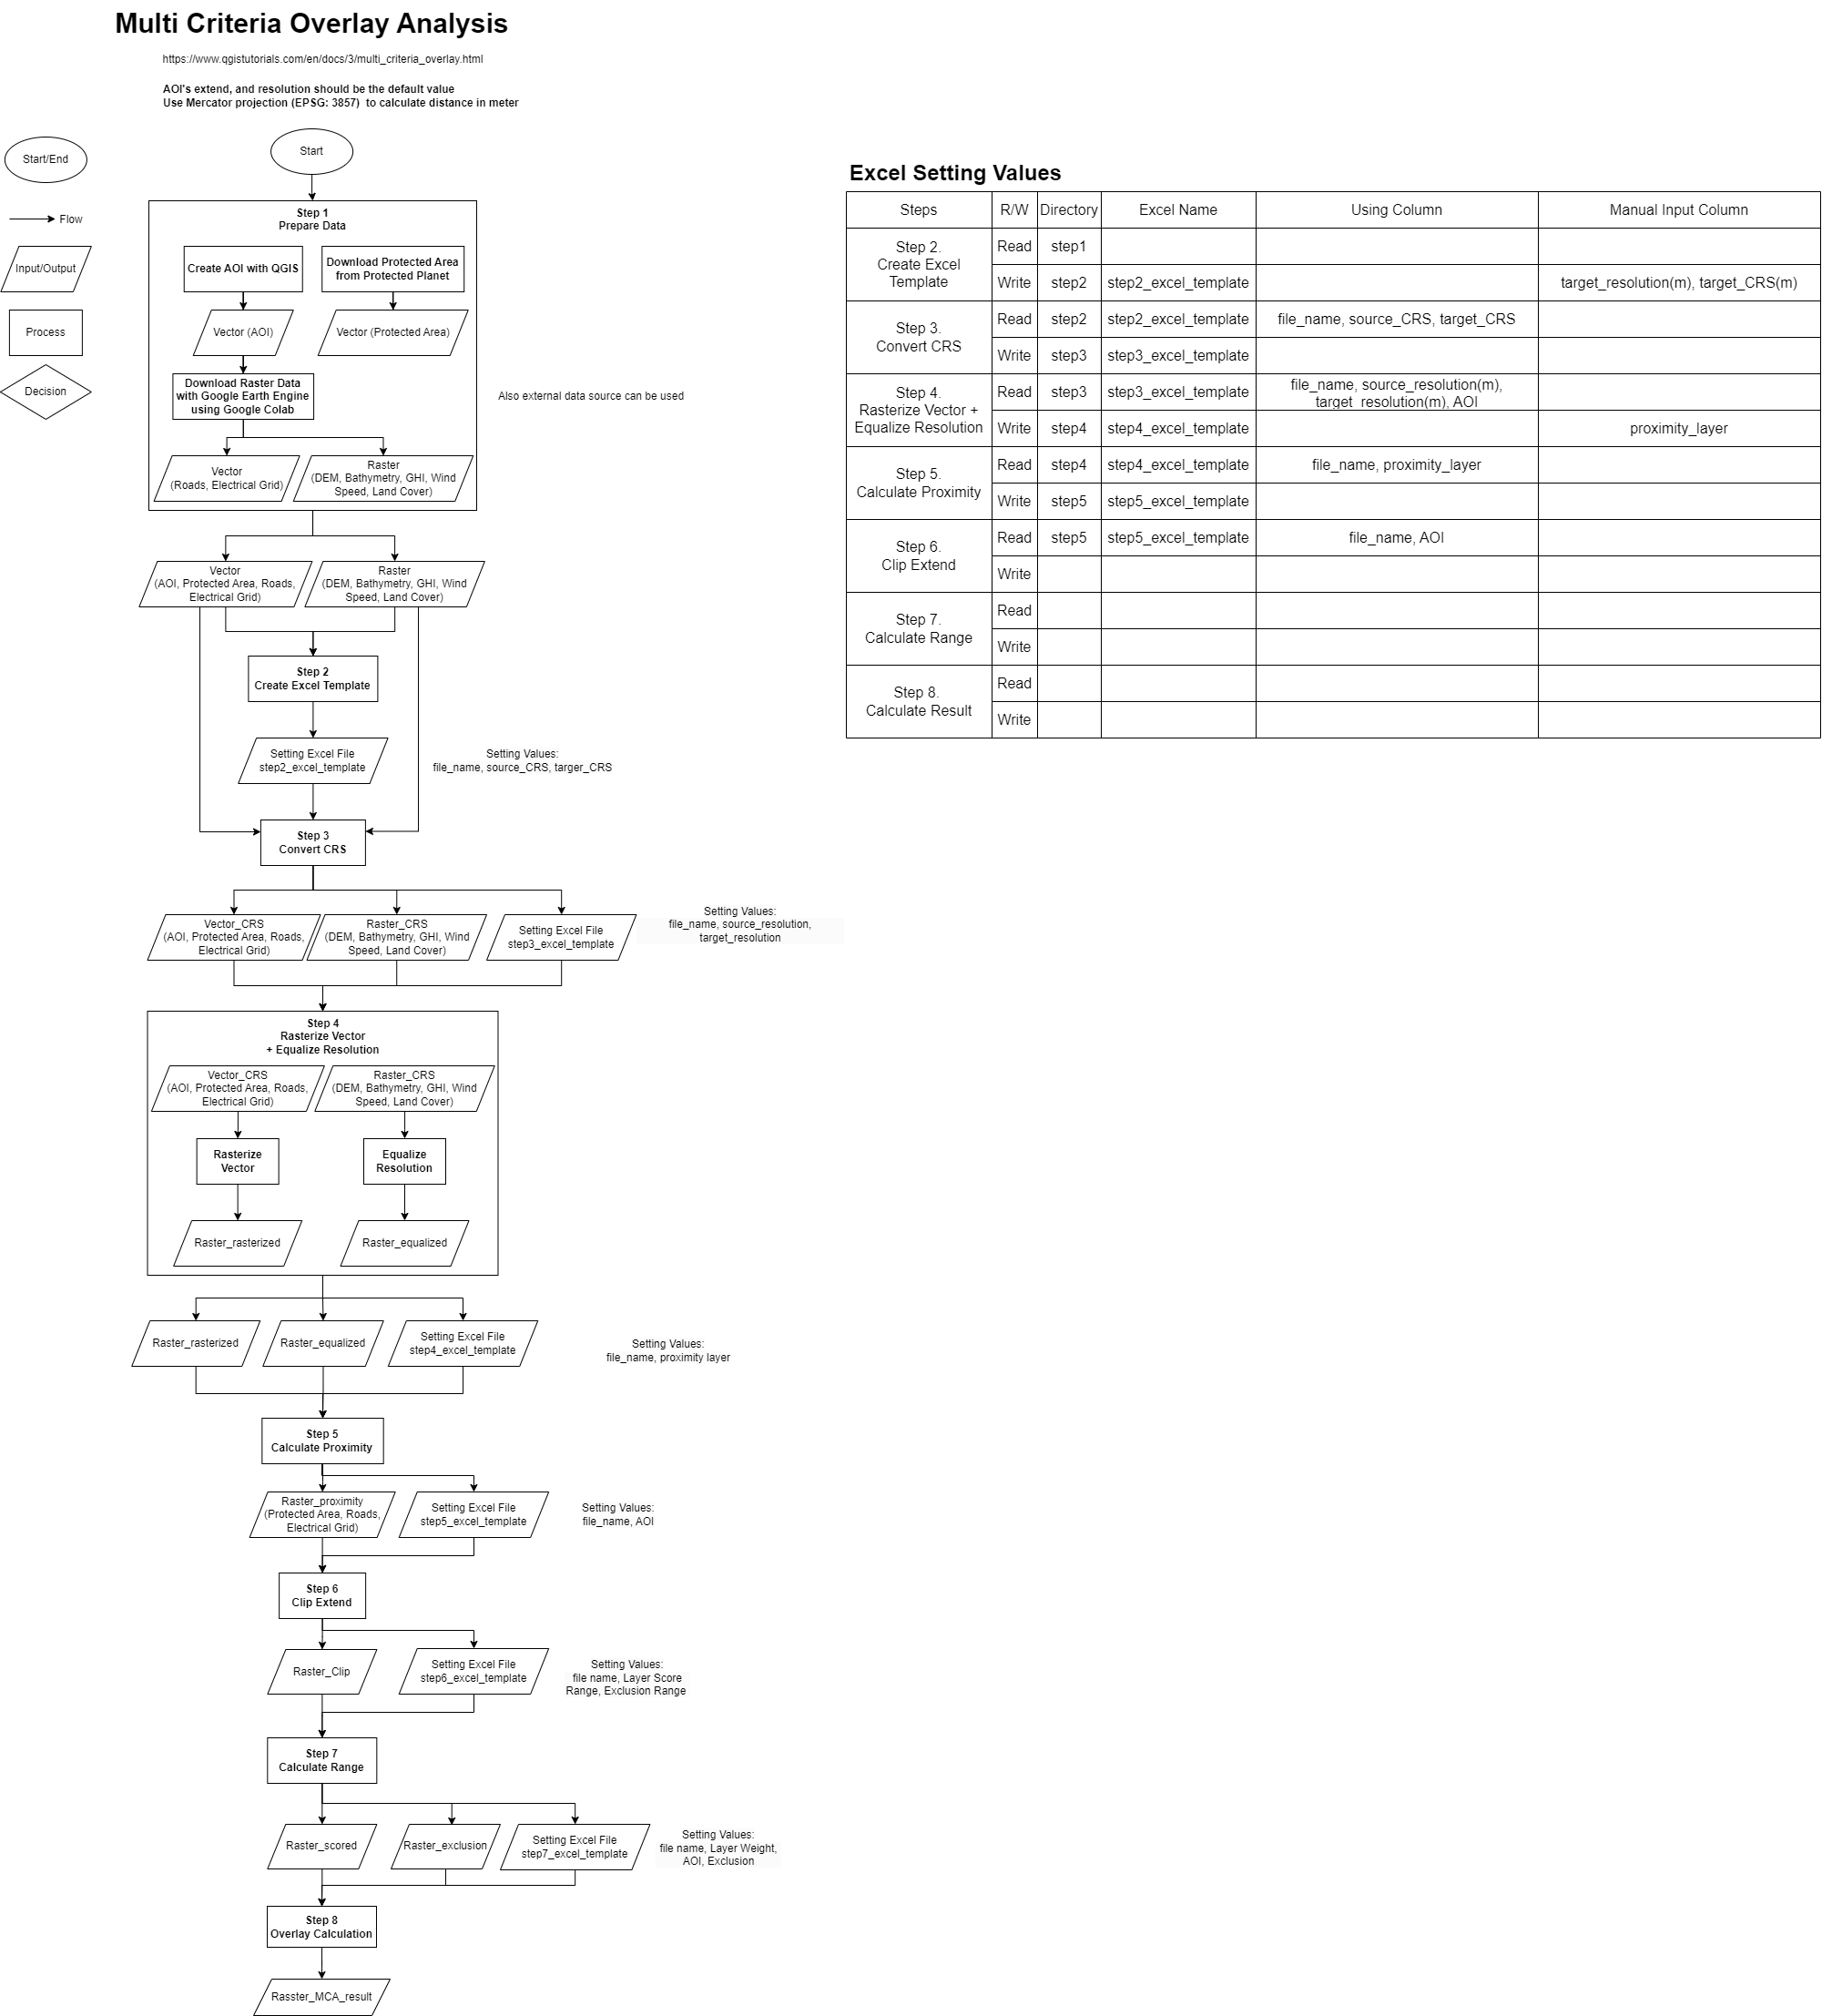 Multi Criteria Overlay Analysis
https://www.qgistutorials.com/en/docs/3/multi_criteria_overlay.html
AOI's extend, and resolution should be the default value
Use Mercator projection (EPSG: 3857)  to calculate distance in meter
Start/End
Flow
Input/Output
Process
Decision
Start
Step 1
Prepare Data
Create AOI with QGIS
Download Protected Area
from Protected Planet
Vector (AOI)
Vector (Protected Area)
Download Raster Data
with Google Earth Engine
using Google Colab
Also external data source can be used
Vector
(Roads, Electrical Grid)
Raster
(DEM, Bathymetry, GHI, Wind
Speed, Land Cover)
Vector
(AOI, Protected Area, Roads,
Electrical Grid)
Raster
(DEM, Bathymetry, GHI, Wind
Speed, Land Cover)
Step 2
Create Excel Template
Setting Excel File
step2_excel_template
Setting Values:
file_name, source_CRS, targer_CRS
Step 3
Convert CRS
Vector_CRS
(AOI, Protected Area, Roads,
Electrical Grid)
Raster_CRS
(DEM, Bathymetry, GHI, Wind
Speed, Land Cover)
Setting Excel File
step3_excel_template
Setting Values:
file_name, source_resolution,
target_resolution
Step 4
Rasterize Vector
+ Equalize Resolution
Vector_CRS
(AOI, Protected Area, Roads,
Electrical Grid)
Raster_CRS
(DEM, Bathymetry, GHI, Wind
Speed, Land Cover)
Rasterize
Vector
Equalize
Resolution
Raster_rasterized
Raster_equalized
Raster_rasterized
Raster_equalized
Setting Excel File
step4_excel_template
Setting Values:
file_name, proximity layer
Step 5
Calculate Proximity
Raster_proximity
(Protected Area, Roads,
Electrical Grid)
Setting Excel File
step5_excel_template
Setting Values:
file_name, AOI
Step 6
Clip Extend
Raster_Clip
Setting Excel File
step6_excel_template
Setting Values:
file name, Layer Score
Range, Exclusion Range
Step 7
Calculate Range
Raster_scored
Raster_exclusion
Setting Excel File
step7_excel_template
Setting Values:
file name, Layer Weight,
AOI, Exclusion
Step 8
Overlay Calculation
Rasster_MCA_result
Excel Setting Values
Steps R/W Directory Excel Name Using Column Manual Input Column
Step 2.
Create Excel
Template
Read step1
Write step2 step2_excel_template target_resolution(m), target_CRS(m)
Step 3.
Convert CRS
Read step2 step2_excel_template file_name, source_CRS, target_CRS
Write step3 step3_excel_template
Step 4.
Rasterize Vector +
Equalize Resolution
Read step3 step3_excel_template file_name, source_resolution(m),
target_resolution(m), AOI
Write step4 step4_excel_template proximity_layer
Step 5.
Calculate Proximity
Read step4 step4_excel_template file_name, proximity_layer
Write step5 step5_excel_template
Step 6.
Clip Extend
Read step5 step5_excel_template file_name, AOI
Write
Step 7.
Calculate Range
Read
Write
Step 8.
Calculate Result
Read
Write